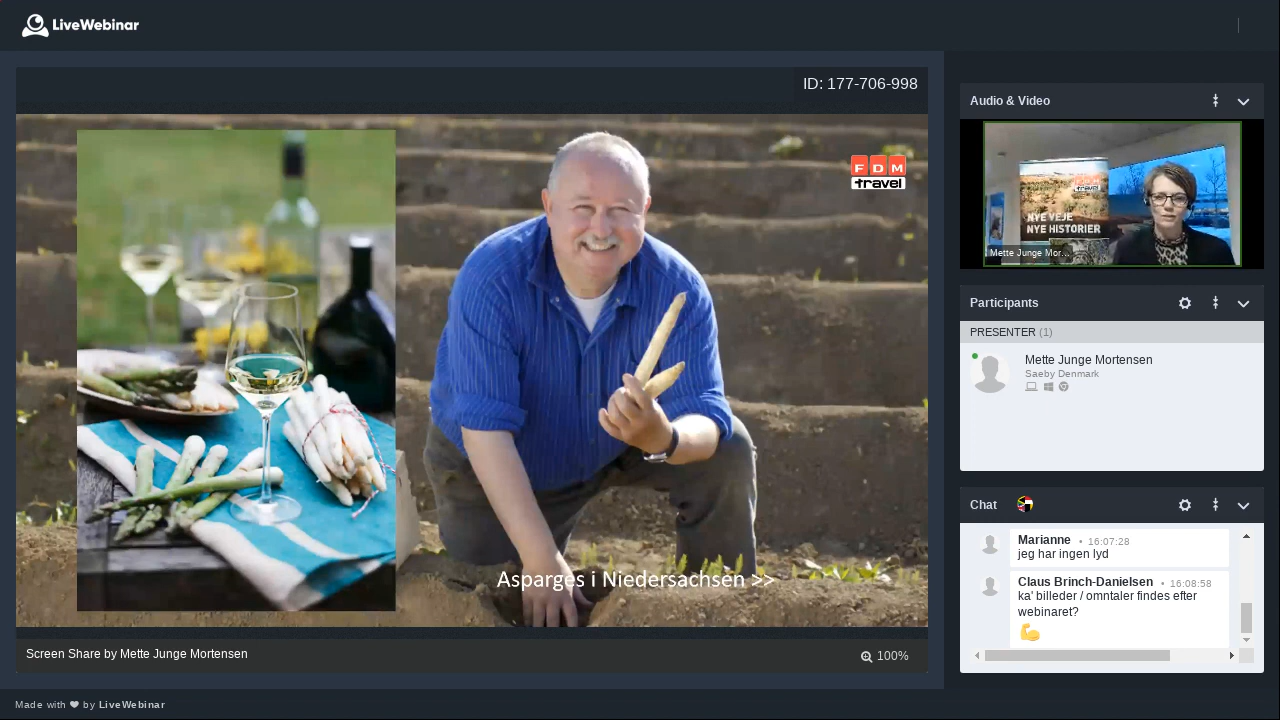 LiveWebinar
ID: 177-706-998
FDM
travel
Asparges i Niedersachsen >>
Screen Share by Mette Junge Mortensen
100%
Audio & Video
travel
NYE VEJE
NYE HISTORIER
Mette Junge Mor...
Participants
PRESENTER (1)
Mette Junge Mortensen
Saeby Denmark
Chat
Marianne • 16:07:28
jeg har ingen lyd
Claus Brinch-Danielsen • 16:08:58
ka' billeder / omntaler findes efter
webinaret?
Made with ❤ by LiveWebinar